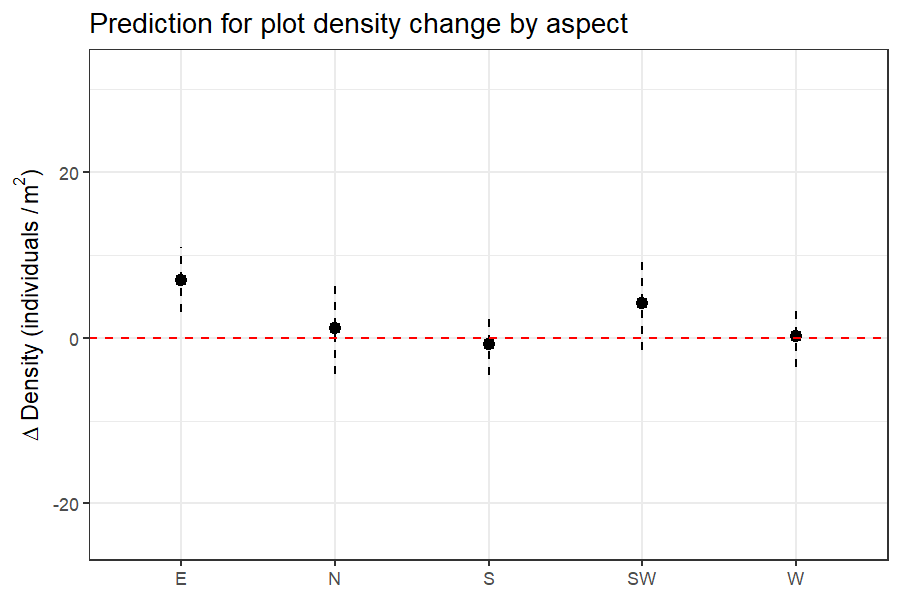 Prediction for plot density change by aspect
Δ Density (individuals / m²)
20
0
-20
E N S SW W